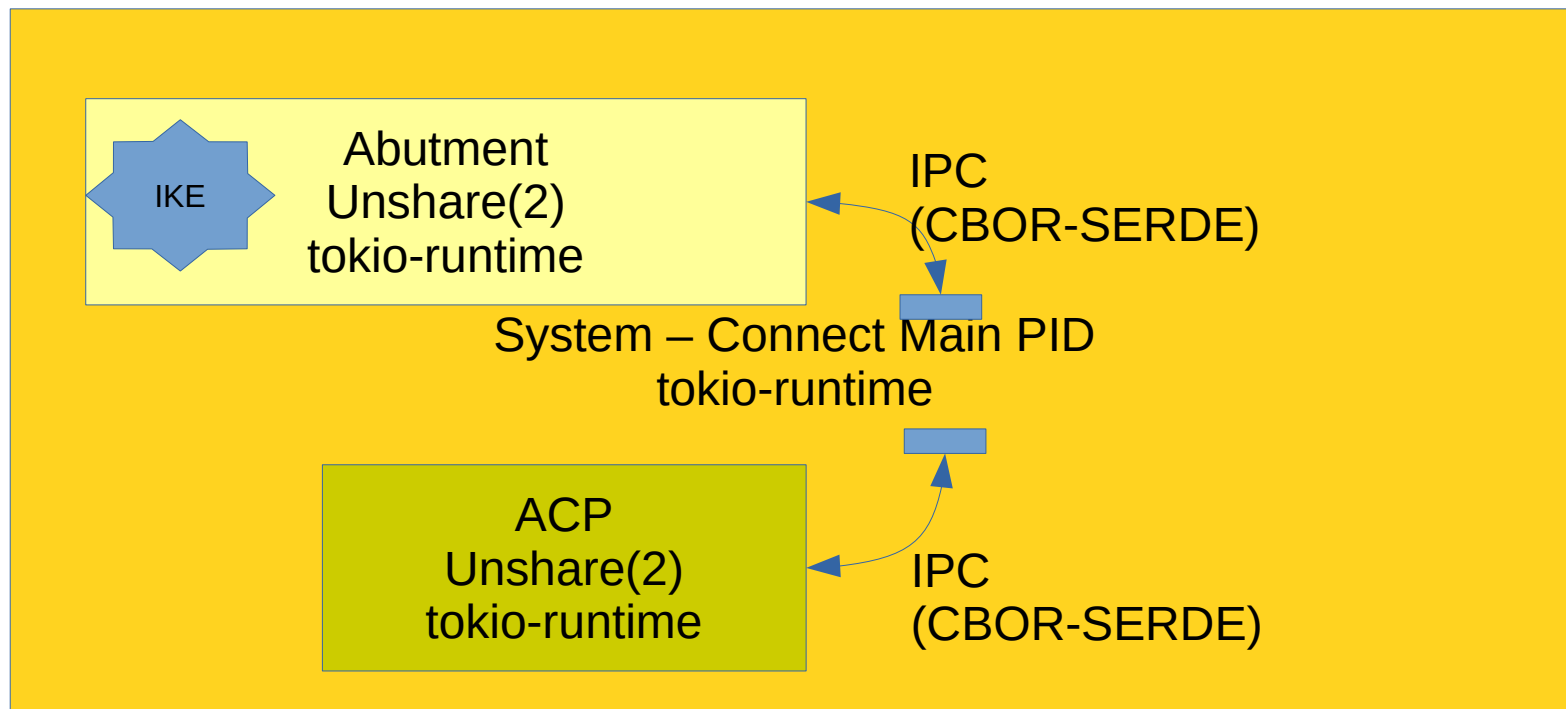 IKE
Abutment
Unshare(2)
tokio-runtime
IPC
(CBOR-SERDE)
System – Connect Main PID
tokio-runtime
ACP
Unshare(2)
tokio-runtime
IPC
(CBOR-SERDE)